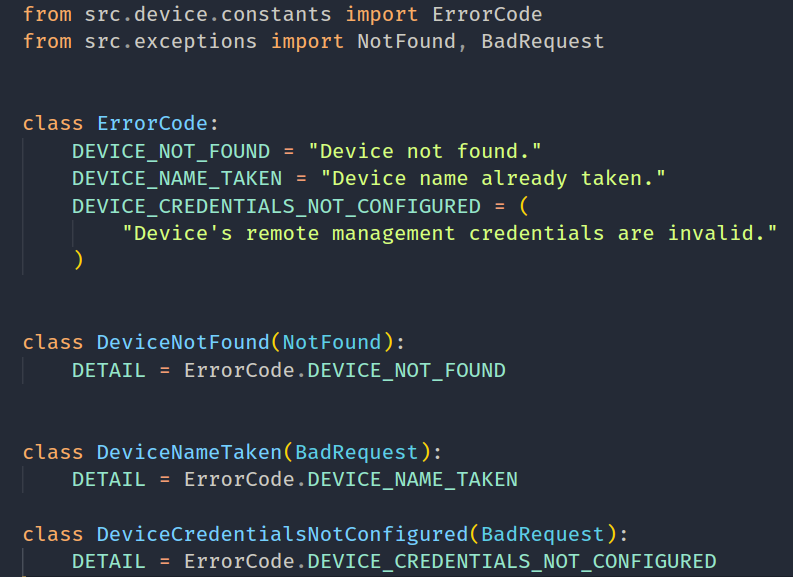 from src.device.constants import ErrorCode
from src.exceptions import NotFound, BadRequest
class ErrorCode:
DEVICE_NOT_FOUND = "Device not found."
DEVICE_NAME_TAKEN = "Device name already taken."
DEVICE_CREDENTIALS_NOT_CONFIGURED = (
"Device's remote management credentials are invalid."
)
class DeviceNotFound(NotFound):
DETAIL = ErrorCode.DEVICE_NOT_FOUND
class DeviceNameTaken(BadRequest):
DETAIL = ErrorCode.DEVICE_NAME_TAKEN
class DeviceCredentialsNotConfigured(BadRequest):
DETAIL = ErrorCode.DEVICE_CREDENTIALS_NOT_CONFIGURED